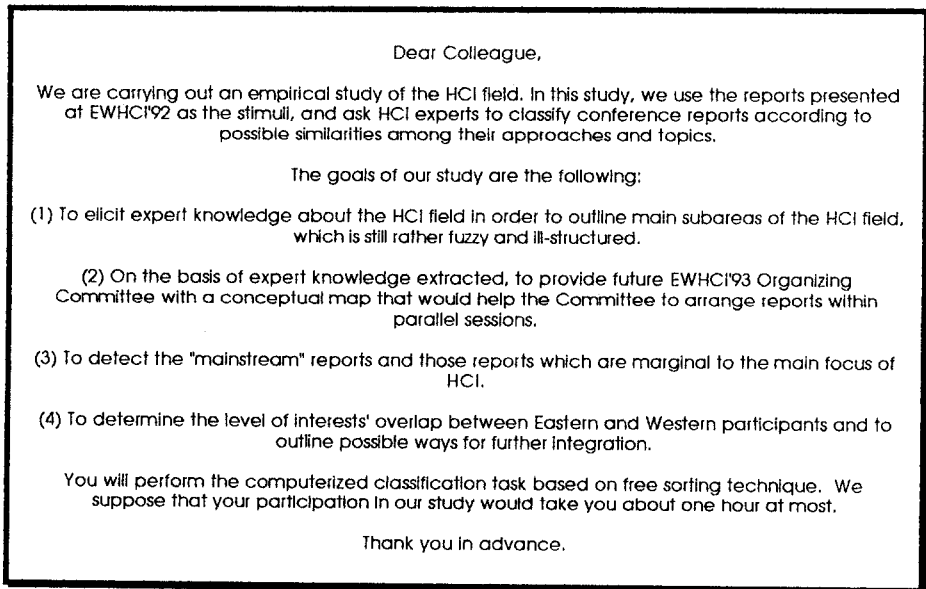 Dear Colleague,
We are carrying out an empirical study of the HCI field. In this study, we use the reports presented
at EWHCI'92 as the stimuli, and ask HCI experts to classify conference reports according to
possible similarities among their approaches and topics.
The goals of our study are the following:
(1) To elicit expert knowledge about the HCI field in order to outline main subareas of the HCI field,
which is still rather fuzzy and ill-structured.
(2) On the basis of expert knowledge extracted, to provide future EWHCI'93 Organizing
Committee with a conceptual map that would help the Committee to arrange reports within
parallel sessions.
(3) To detect the "mainstream" reports and those reports which are marginal to the main focus of
HCI.
(4) To determine the level of interests' overlap between Eastern and Western participants and to
outline possible ways for further integration.
You will perform the computerized classification task based on free sorting technique. We
suppose that your participation in our study would take you about one hour at most.
Thank you in advance.